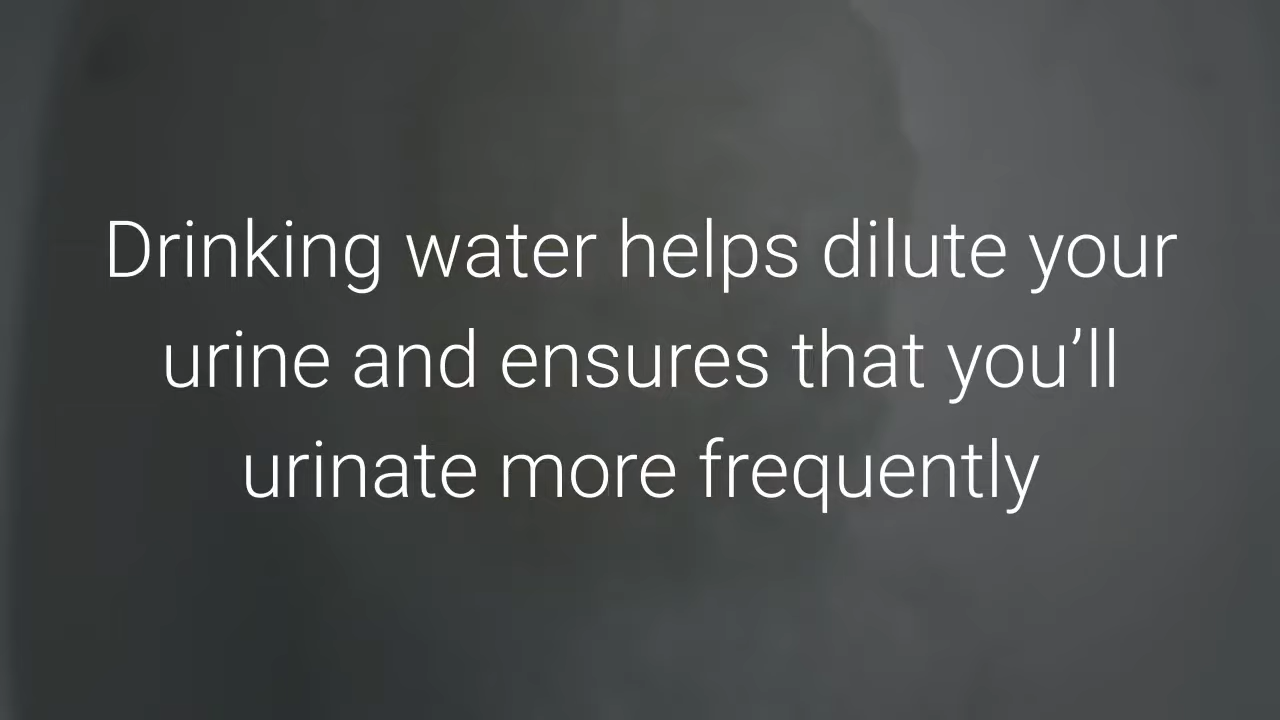 Drinking water helps dilute your
urine and ensures that you’ll
urinate more frequently